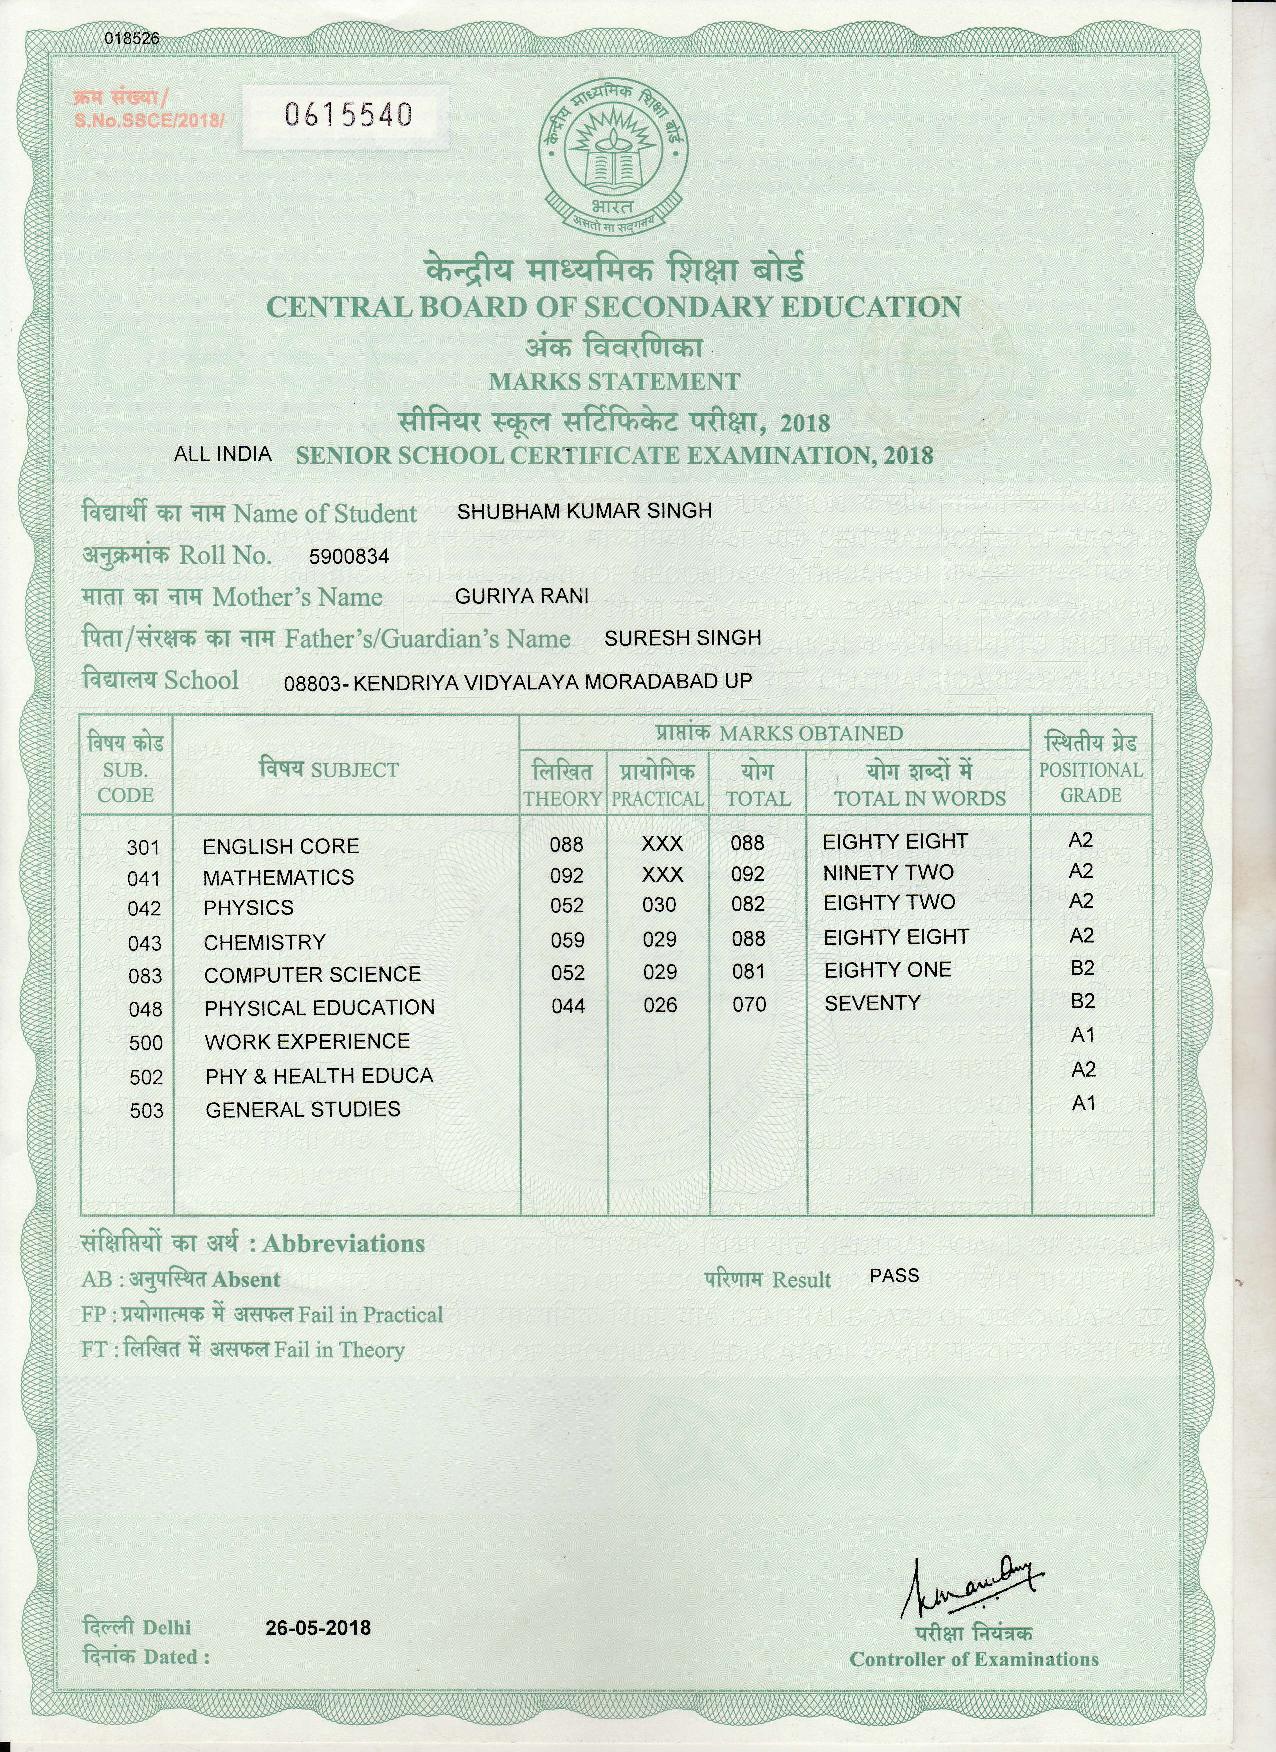 018526
क्रम संख्या/
S.No.SSCE/2018/ 0615540
केन्द्रीय माध्यमिक शिक्षा बोर्ड
भारत
असतो मा सद्गमय
केन्द्रीय माध्यमिक शिक्षा बोर्ड
CENTRAL BOARD OF SECONDARY EDUCATION
अंक विवरणिका
MARKS STATEMENT
सीनियर स्कूल सर्टिफिकेट परीक्षा, 2018
ALL INDIA SENIOR SCHOOL CERTIFICATE EXAMINATION, 2018
विद्यार्थी का नाम Name of Student SHUBHAM KUMAR SINGH
अनुक्रमांक Roll No. 5900834
माता का नाम Mother's Name GURIYA RANI
पिता/संरक्षक का नाम Father's/Guardian's Name SURESH SINGH
विद्यालय School 08803- KENDRIYA VIDYALAYA MORADABAD UP
विषय कोड SUB. CODE विषय SUBJECT प्राप्तांक MARKS OBTAINED स्थितीय ग्रेड POSITIONAL GRADE
लिखित THEORY प्रायोगिक PRACTICAL योग TOTAL योग शब्दों में TOTAL IN WORDS
301 ENGLISH CORE 088 XXX 088 EIGHTY EIGHT A2
041 MATHEMATICS 092 XXX 092 NINETY TWO A2
042 PHYSICS 052 030 082 EIGHTY TWO A2
043 CHEMISTRY 059 029 088 EIGHTY EIGHT A2
083 COMPUTER SCIENCE 052 029 081 EIGHTY ONE B2
048 PHYSICAL EDUCATION 044 026 070 SEVENTY B2
500 WORK EXPERIENCE A1
502 PHY & HEALTH EDUCA A2
503 GENERAL STUDIES A1
संक्षिप्तियों का अर्थ : Abbreviations
AB : अनुपस्थित Absent परिणाम Result PASS
FP : प्रयोगात्मक में असफल Fail in Practical
FT : लिखित में असफल Fail in Theory
दिल्ली Delhi 26-05-2018
दिनांक Dated :
परीक्षा नियंत्रक
Controller of Examinations